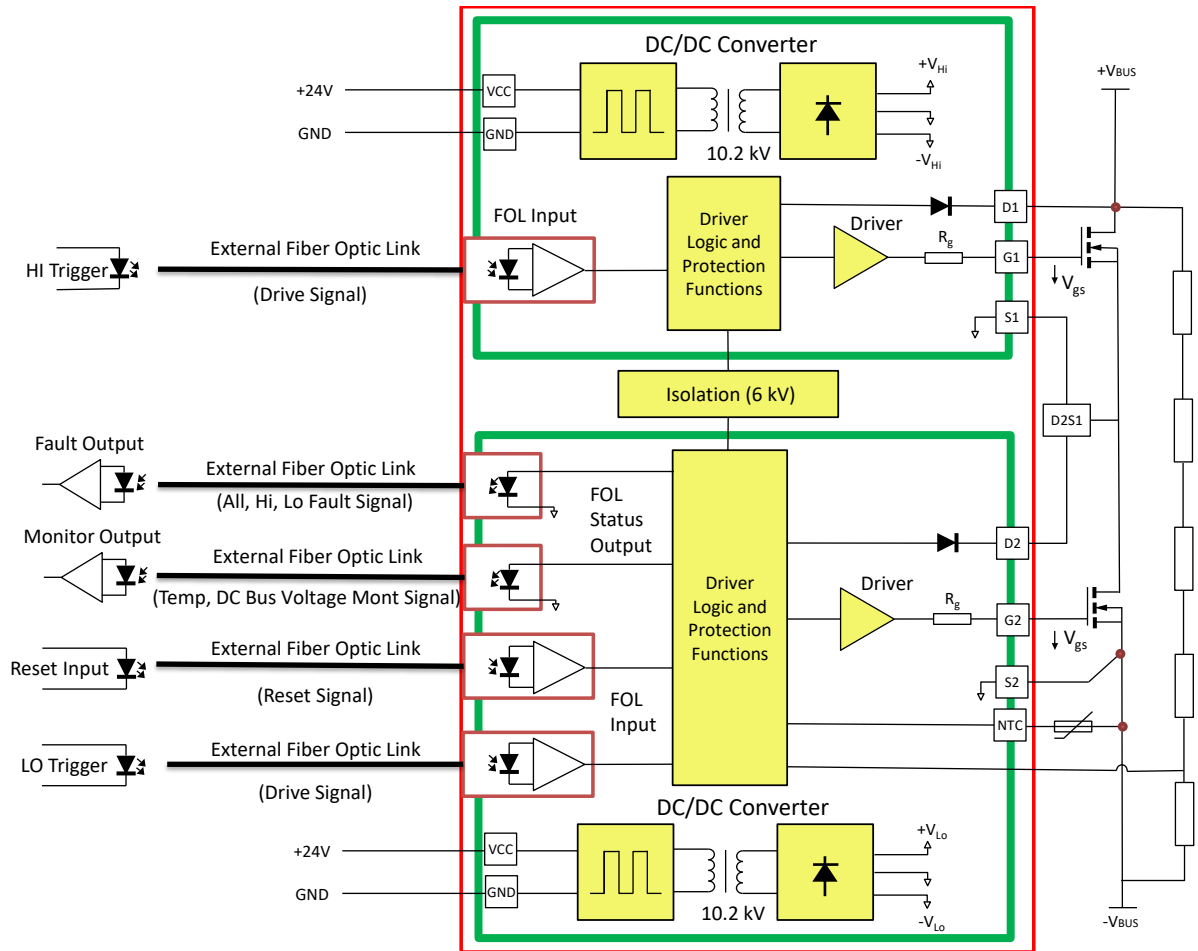 DC/DC Converter
+VHi
+VBUS
+24V
VCC
GND
GND
10.2 kV
-VHi
FOL Input
Driver
Logic and
Protection
Functions
Driver
D1
External Fiber Optic Link
HI Trigger
(Drive Signal)
Rg
G1
Vgs
S1
Isolation (6 kV)
D2S1
Fault Output
External Fiber Optic Link
(All, Hi, Lo Fault Signal)
FOL
Status
Output
Monitor Output
External Fiber Optic Link
(Temp, DC Bus Voltage Mont Signal)
D2
Driver
Logic and
Protection
Functions
Driver
Rg
G2
Vgs
External Fiber Optic Link
Reset Input
(Reset Signal)
FOL
Input
S2
NTC
External Fiber Optic Link
LO Trigger
(Drive Signal)
DC/DC Converter
+VLo
+24V
VCC
GND
GND
10.2 kV
-VLo
-VBUS